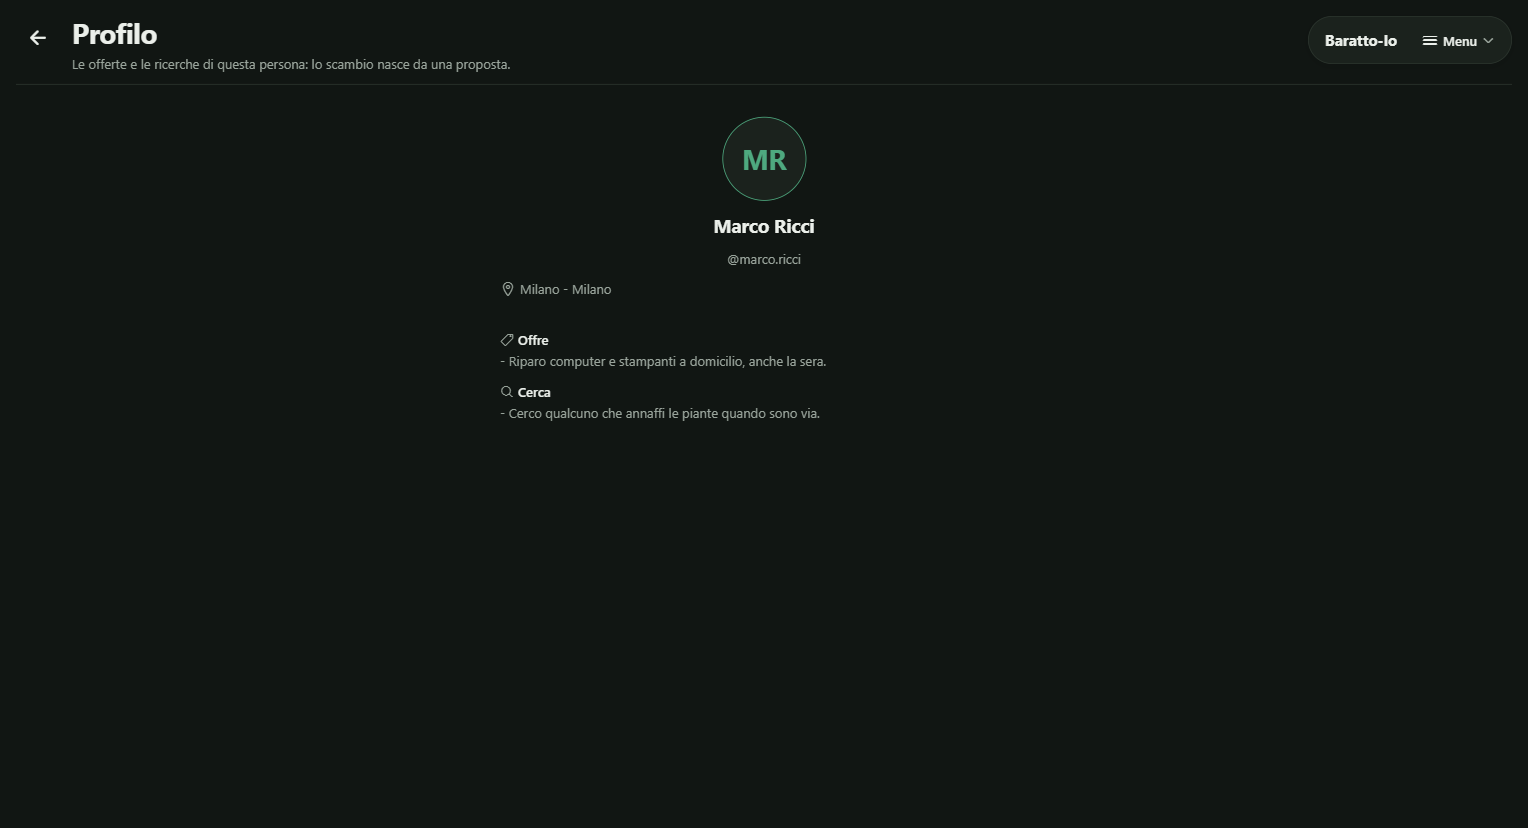 Profilo
Le offerte e le ricerche di questa persona: lo scambio nasce da una proposta.
Baratto-lo
Menu
MR
Marco Ricci
@marco.ricci
Milano - Milano
Offre
- Riparo computer e stampanti a domicilio, anche la sera.
Cerca
- Cerco qualcuno che annaffi le piante quando sono via.